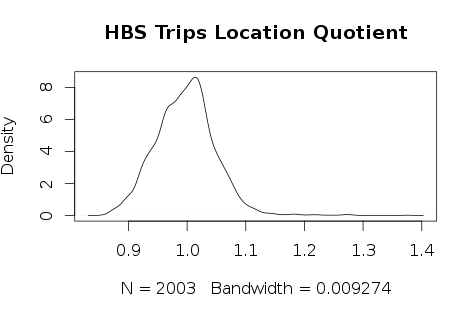 HBS Trips Location Quotient
Density
8
6
4
2
0
0.9 1.0 1.1 1.2 1.3 1.4
N = 2003 Bandwidth = 0.009274